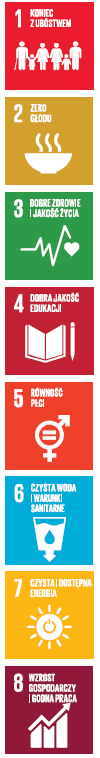 1 KONIEC
Z UBÓSTWEM
2 ZERO
GŁODU
3 DOBRE ZDROWIE
I JAKOŚĆ ŻYCIA
4 DOBRA JAKOŚĆ
EDUKACJI
5 RÓWNOŚĆ
PŁCI
6 CZYSTA WODA
I WARUNKI
SANITARNE
7 CZYSTA I DOSTĘPNA
ENERGIA
8 WZROST
GOSPODARCZY
I GODNA PRACA